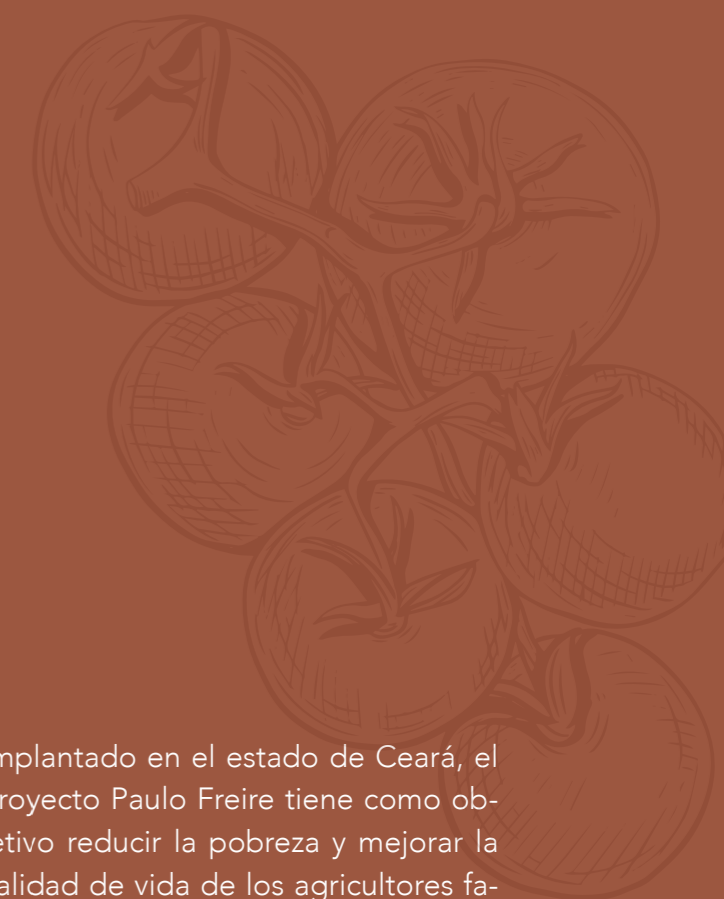 mplantado en el estado de Ceará, el
royecto Paulo Freire tiene como ob-
etivo reducir la pobreza y mejorar la
alidad de vida de los agricultores fa-